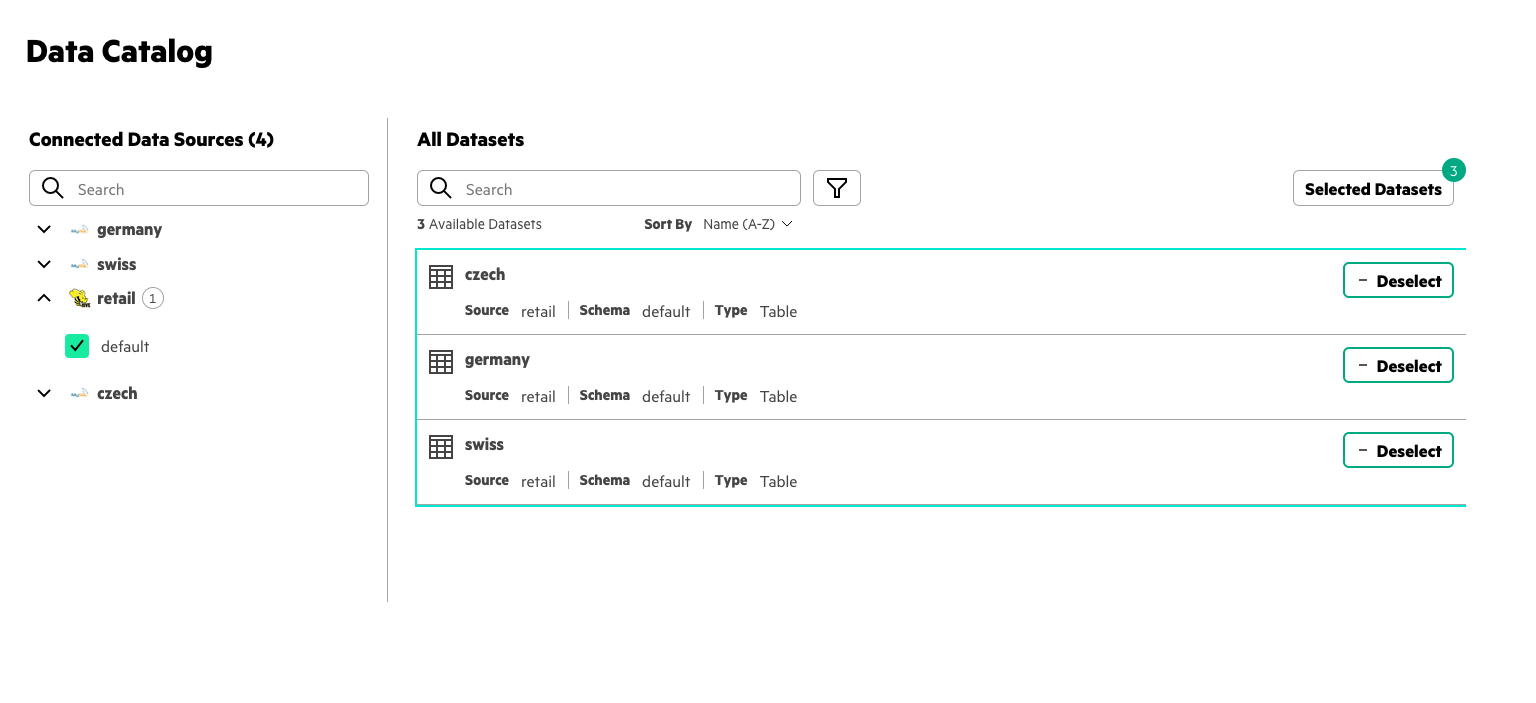 Data Catalog
Connected Data Sources (4)
Search
germany
swiss
retail 1
default
czech
All Datasets
Search
Selected Datasets 3
3 Available Datasets Sort By Name (A-Z)
czech
Deselect
Source retail Schema default Type Table
germany
Deselect
Source retail Schema default Type Table
swiss
Deselect
Source retail Schema default Type Table